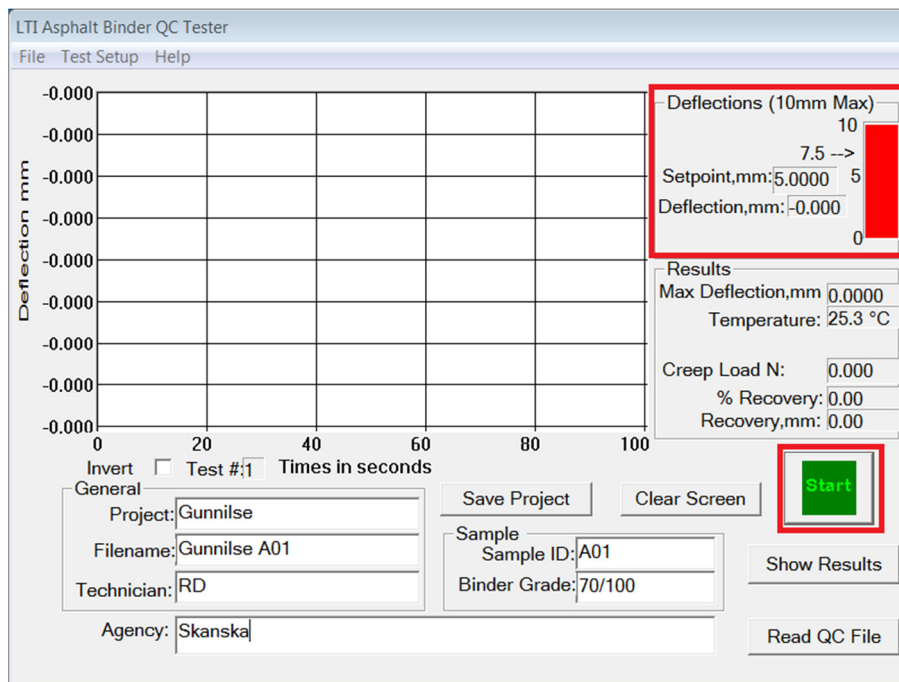 LTI Asphalt Binder QC Tester
File Test Setup Help
Deflection mm
-0.000
-0.000
-0.000
-0.000
-0.000
-0.000
-0.000
-0.000
-0.000
0 20 40 60 80 100
Times in seconds
Invert Test #:1
Deflections (10mm Max)
10
7.5 -->
Setpoint,mm: 5.0000 5
Deflection,mm: -0.000
0
Results
Max Deflection,mm 0.0000
Temperature: 25.3 °C
Creep Load N: 0.000
% Recovery: 0.00
Recovery,mm: 0.00
Start
General
Project: Gunnilse
Filename: Gunnilse A01
Technician: RD
Agency: Skanska
Save Project Clear Screen
Sample
Sample ID: A01
Binder Grade: 70/100
Show Results
Read QC File